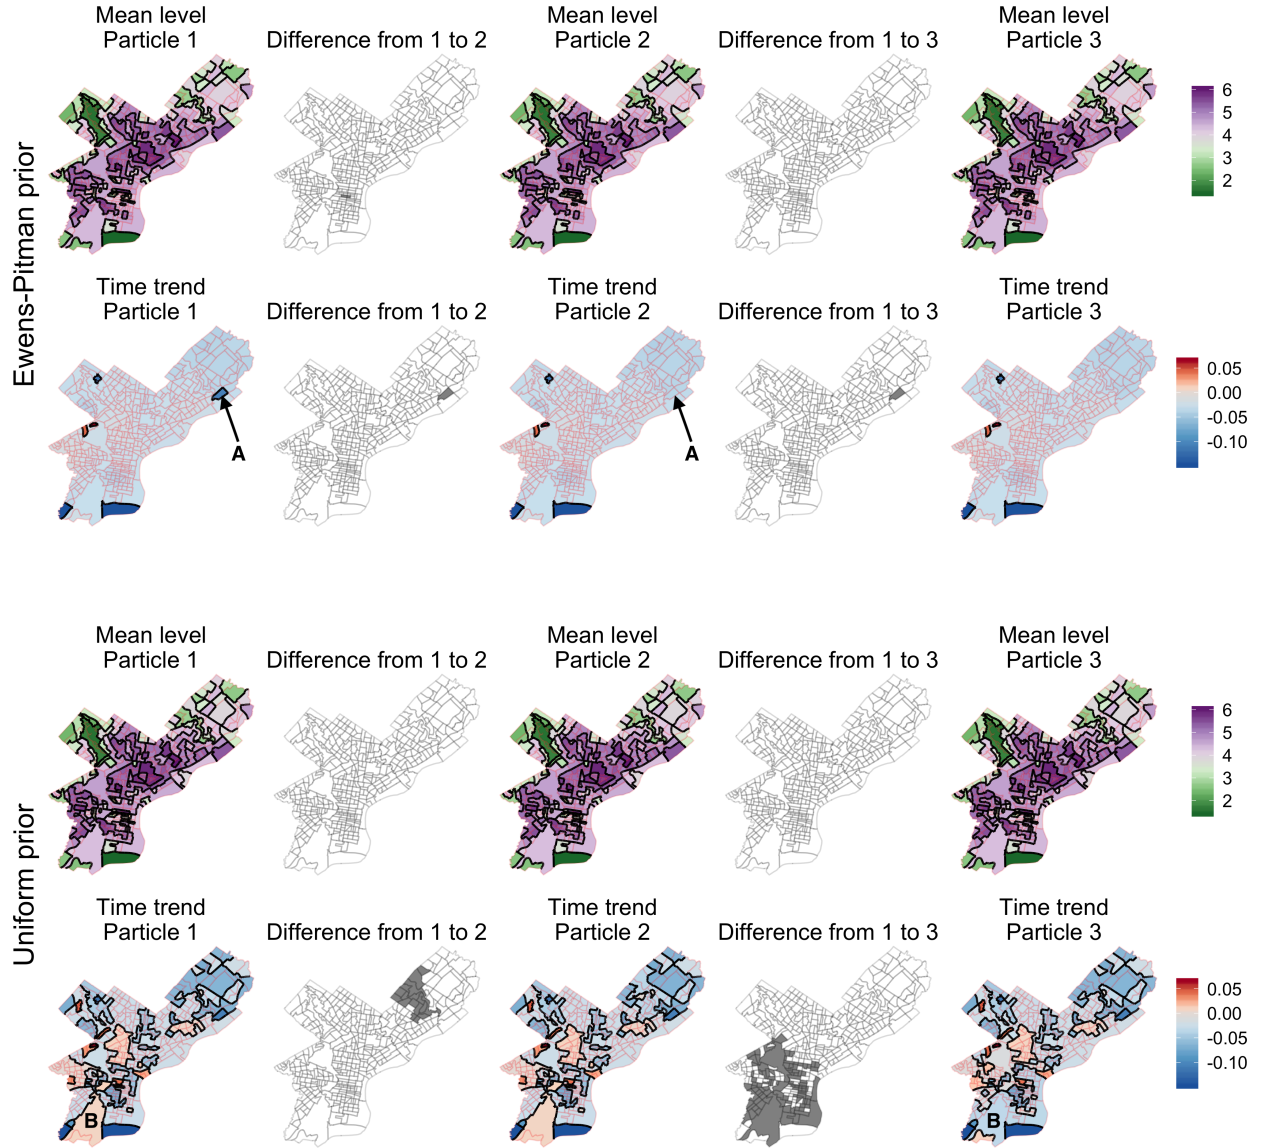 Mean level
Particle 1
Difference from 1 to 2
Mean level
Particle 2
Difference from 1 to 3
Mean level
Particle 3
6
5
4
3
2
Ewens-Pitman prior
Time trend
Particle 1
Difference from 1 to 2
Time trend
Particle 2
Difference from 1 to 3
Time trend
Particle 3
A
A
0.05
0.00
-0.05
-0.10
Mean level
Particle 1
Difference from 1 to 2
Mean level
Particle 2
Difference from 1 to 3
Mean level
Particle 3
6
5
4
3
2
Uniform prior
Time trend
Particle 1
Difference from 1 to 2
Time trend
Particle 2
Difference from 1 to 3
Time trend
Particle 3
B
B
0.05
0.00
-0.05
-0.10